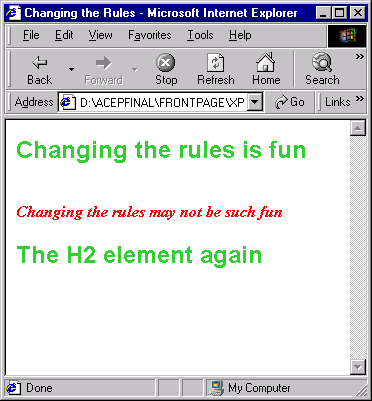 Changing the Rules - Microsoft Internet Explorer
File Edit View Favorites Tools Help
Back Forward Stop Refresh Home Search »
Address D:\ACEPFINAL\FRONTPAGE\XP Go Links »
Changing the rules is fun
Changing the rules may not be such fun
The H2 element again
Done My Computer